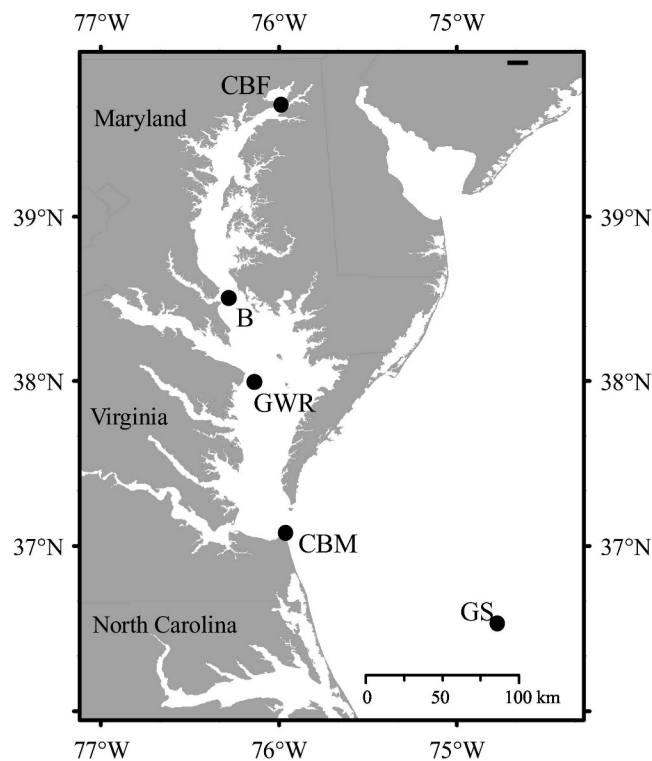 77°W 76°W 75°W
CBF
Maryland
39°N 39°N
B
38°N 38°N
GWR
Virginia
37°N 37°N
CBM
GS
North Carolina
0 50 100 km
77°W 76°W 75°W